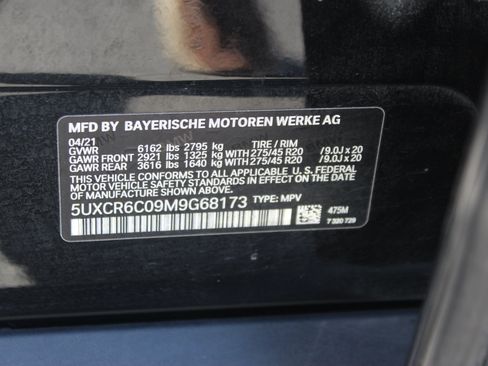 MFD BY BAYERISCHE MOTOREN WERKE AG
04/21 TIRE / RIM
GVWR 6162 lbs 2795 kg
GAWR FRONT 2921 lbs 1325 kg WITH 275/45 R20 /9.0J x 20
GAWR REAR 3616 lbs 1640 kg WITH 275/45 R20 /9.0J x 20
THIS VEHICLE CONFORMS TO ALL APPLICABLE U. S. FEDERAL
MOTOR VEHICLE SAFETY STANDARDS IN EFFECT ON THE DATE
OF MANUFACTURE SHOWN ABOVE.
5UXCR6C09M9G68173 TYPE: MPV
475M
7 320 729